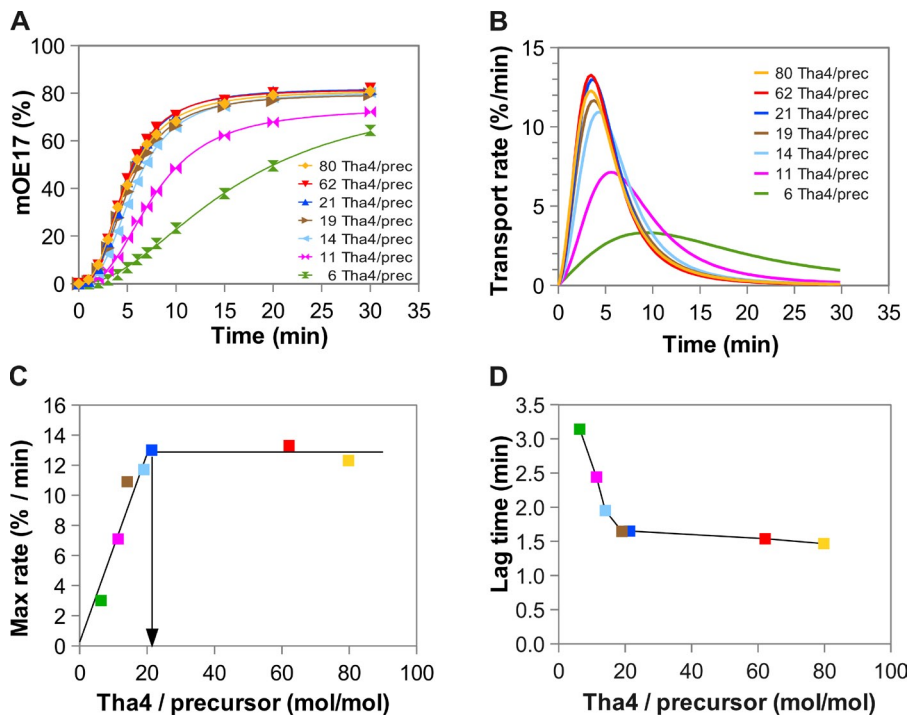 A
100
80
60
40
20
0
mOE17 (%)
0
5
10
15
20
25
30
35
Time (min)
80 Tha4/prec
62 Tha4/prec
21 Tha4/prec
19 Tha4/prec
14 Tha4/prec
11 Tha4/prec
6 Tha4/prec
B
15
10
5
0
Transport rate (%/min)
0
5
10
15
20
25
30
35
Time (min)
80 Tha4/prec
62 Tha4/prec
21 Tha4/prec
19 Tha4/prec
14 Tha4/prec
11 Tha4/prec
6 Tha4/prec
C
16
14
12
10
8
6
4
2
0
Max rate (% / min)
0
20
40
60
80
100
Tha4 / precursor (mol/mol)
D
3.5
3.0
2.5
2.0
1.5
1.0
0.5
0.0
Lag time (min)
0
20
40
60
80
100
Tha4 / precursor (mol/mol)